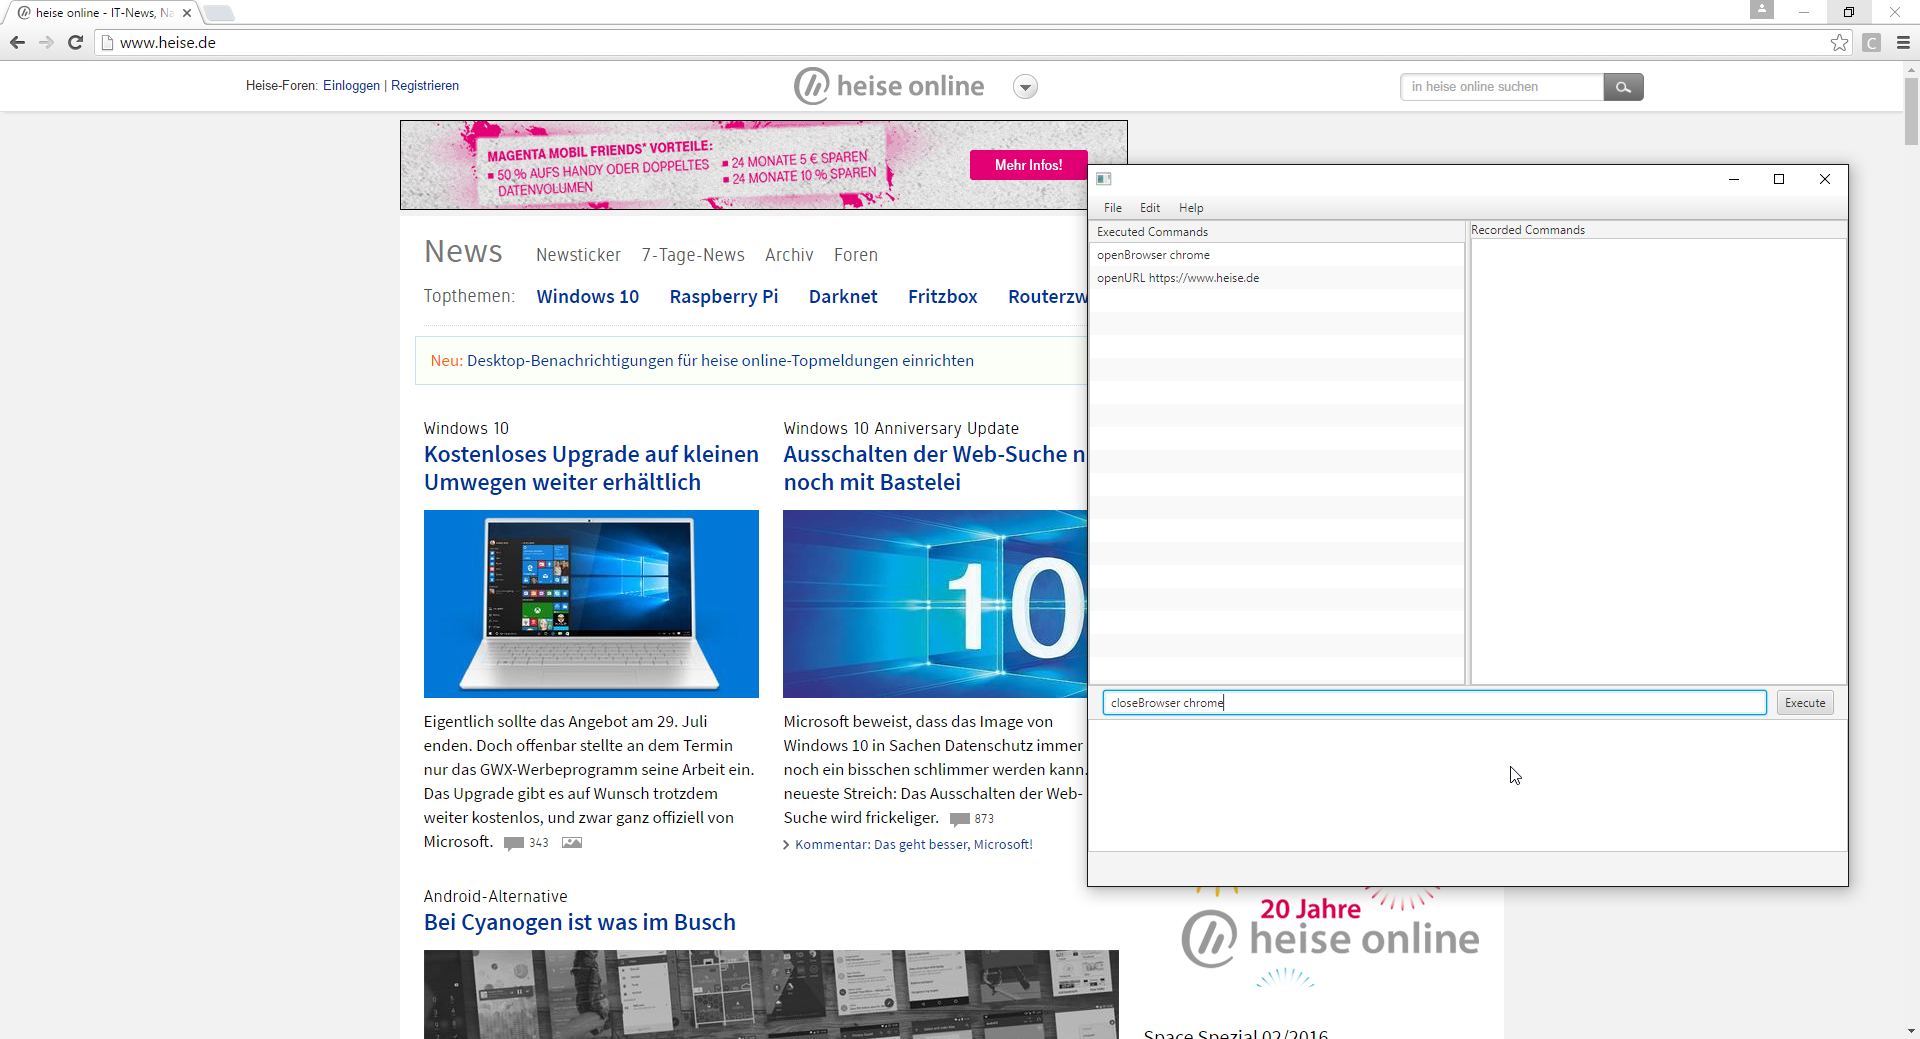 heise online - IT-News, Na
www.heise.de
C
Heise-Foren: Einloggen | Registrieren
heise online
in heise online suchen
MAGENTA MOBIL FRIENDS* VORTEILE:
50 % AUFS HANDY ODER DOPPELTES DATENVOLUMEN
24 MONATE 5 € SPAREN
24 MONATE 10 % SPAREN
Mehr Infos!
News Newsticker 7-Tage-News Archiv Foren
Topthemen: Windows 10 Raspberry Pi Darknet Fritzbox Routerzw
Neu: Desktop-Benachrichtigungen für heise online-Topmeldungen einrichten
Windows 10
Kostenloses Upgrade auf kleinen
Umwegen weiter erhältlich
Eigentlich sollte das Angebot am 29. Juli
enden. Doch offenbar stellte an dem Termin
nur das GWX-Werbeprogramm seine Arbeit ein.
Das Upgrade gibt es auf Wunsch trotzdem
weiter kostenlos, und zwar ganz offiziell von
Microsoft. 343
Windows 10 Anniversary Update
Ausschalten der Web-Suche n
noch mit Bastelei
10
Microsoft beweist, dass das Image von
Windows 10 in Sachen Datenschutz immer
noch ein bisschen schlimmer werden kann.
neueste Streich: Das Ausschalten der Web-
Suche wird frickeliger. 873
Kommentar: Das geht besser, Microsoft!
Android-Alternative
Bei Cyanogen ist was im Busch
File Edit Help
Executed Commands
openBrowser chrome
openURL https://www.heise.de
Recorded Commands
closeBrowser chrome
Execute
20 Jahre
heise online
Space Spezial 02/2016